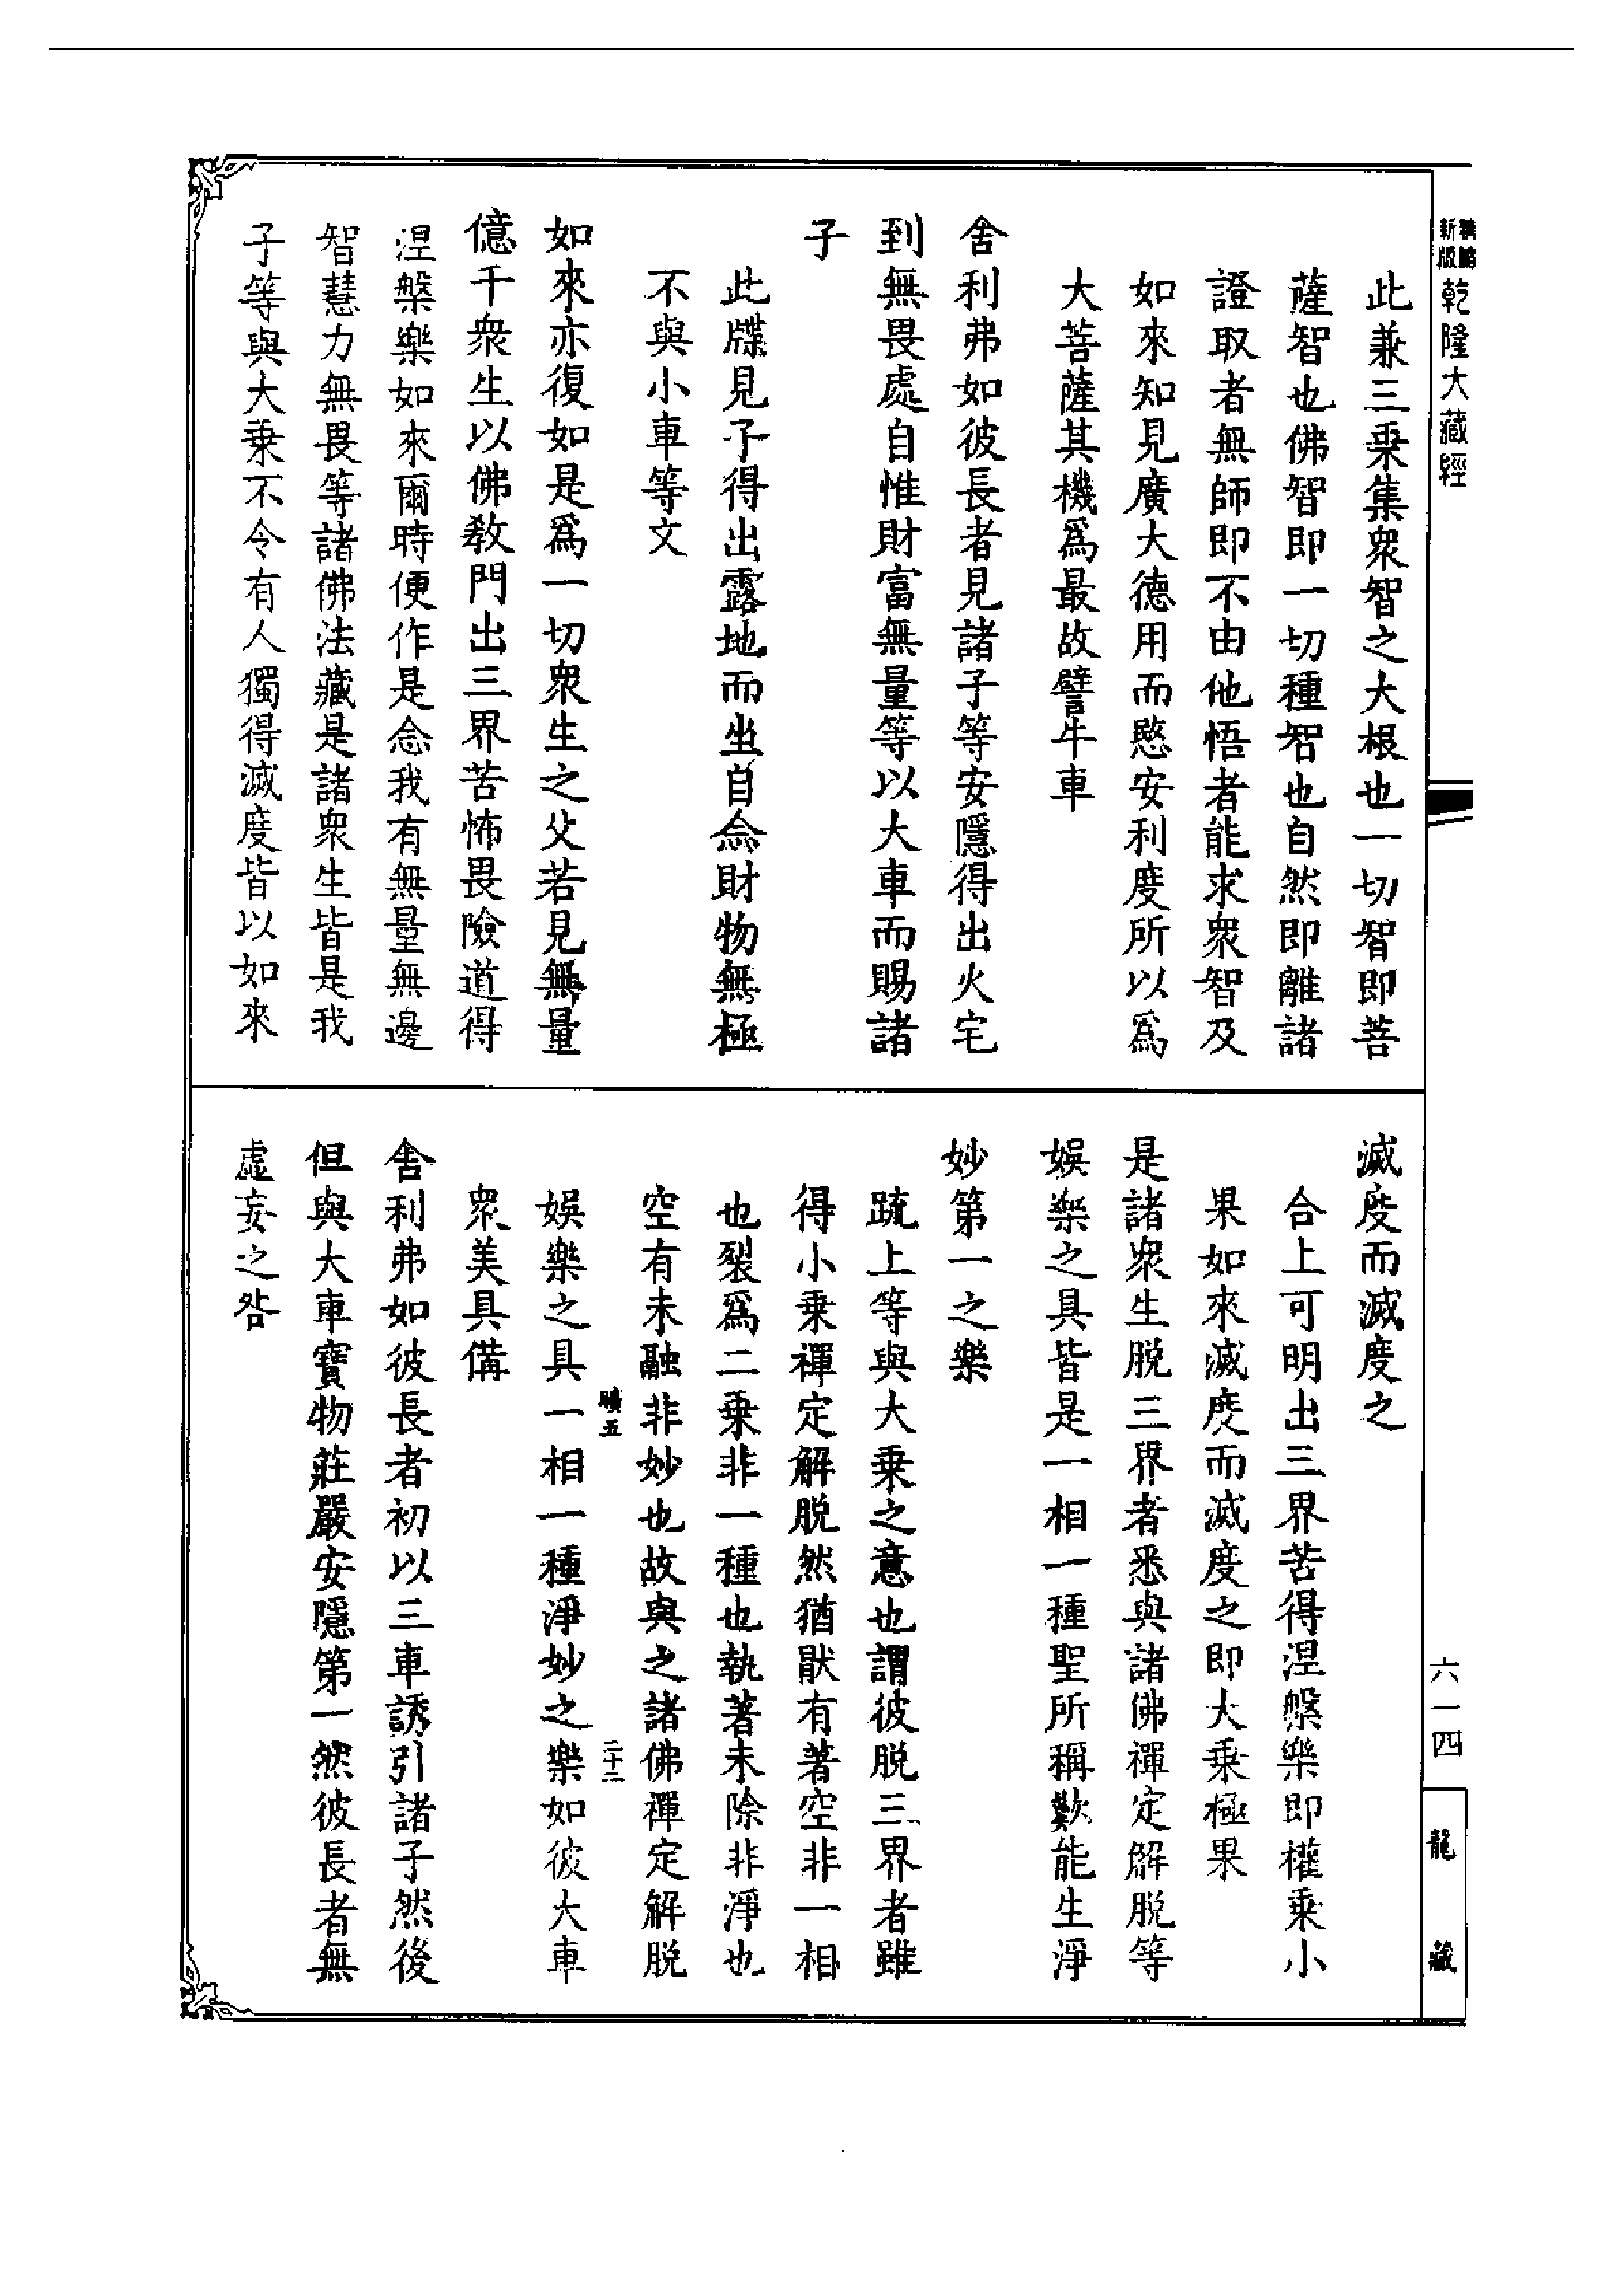 新版
乾隆大藏經
此兼三乘集衆智之大根也一切智即菩
薩智也佛智即一切種智也自然即離諸
證取者無師即不由他悟者能求衆智及
如來知見廣大德用而愍安利度所以爲
大菩薩其機爲最故譬牛車
舍利弗如彼長者見諸子等安隱得出火宅
到無畏處自惟財富無量等以大車而賜諸
子
此牒見子得出露地而坐自念財物無極
不與小車等文
如來亦復如是爲一切衆生之父若見無量
億千衆生以佛教門出三界苦怖畏險道得
涅槃樂如來爾時便作是念我有無量無邊
智慧力無畏等諸佛法藏是諸衆生皆是我
子等與大乗不令有人獨得滅度皆以如來
滅度而滅度之
合上可明出三界苦得涅槃樂即權乘小
果如來滅度而滅度之即大乘極果
是諸衆生脫三界者悉與諸佛禪定解脫等
娛樂之具皆是一相一種聖所稱歎能生淨
妙第一之樂
䟽上等與大乗之意也謂彼脫三界者雖
得小乗禪定解脫然猶猒有著空非一相
也裂爲二乗非一種也執著未除非淨也
空有未融非妙也故與之諸佛禪定解脫
娛樂之具一相一種淨妙之樂如彼大車
衆美具備
舍利弗如彼長者初以三車誘引諸子然後
但與大車寶物莊嚴安隱第一然彼長者無
虛妄之咎
曠五
二十二
六一四
龍藏